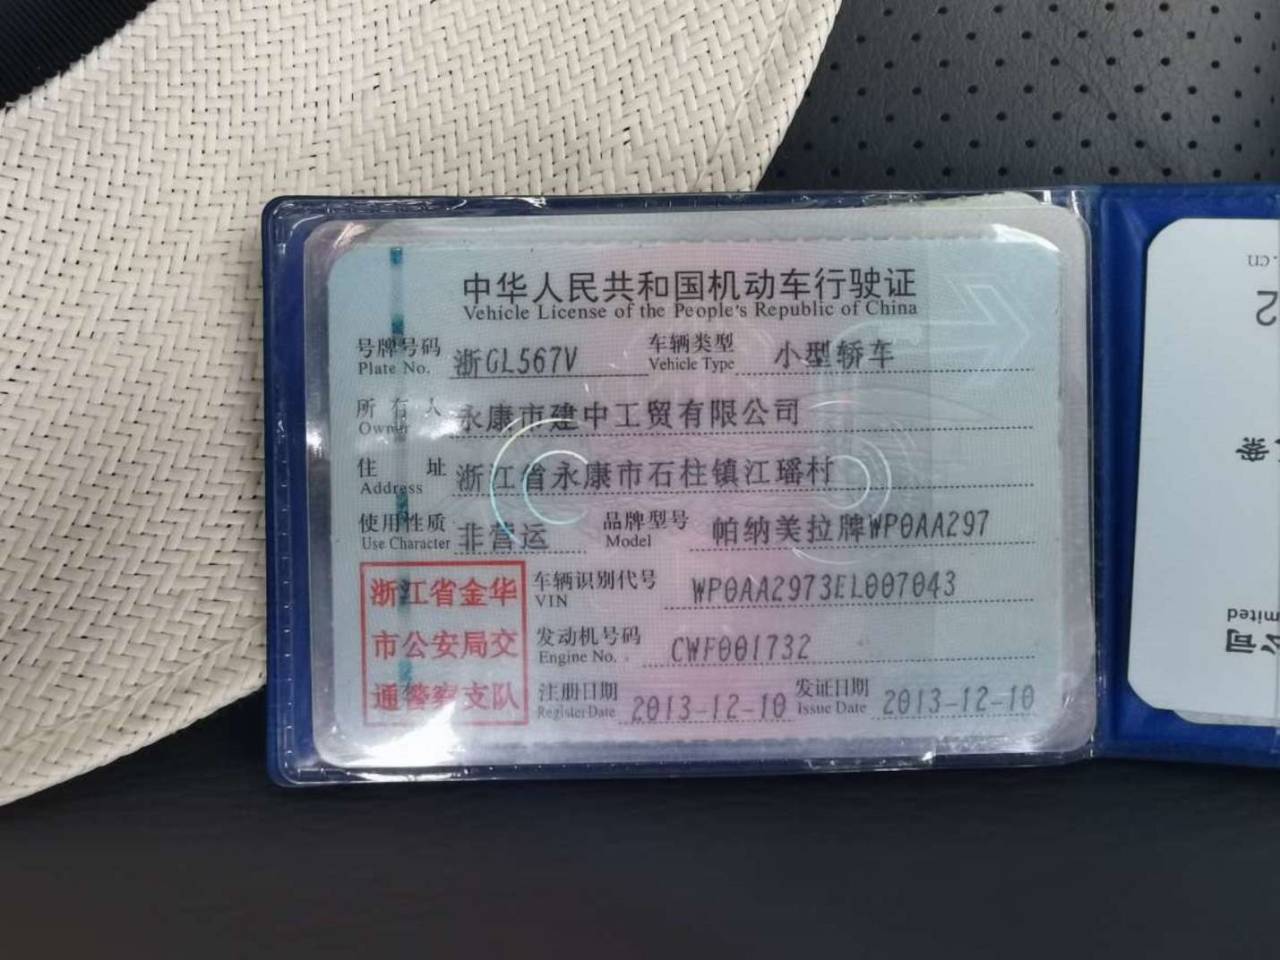 中华人民共和国机动车行驶证
Vehicle License of the People's Republic of China
号牌号码 浙GL567V 车辆类型 小型轿车
Plate No. Vehicle Type
所有人 永康市建中工贸有限公司
Owner
住址 浙江省永康市石柱镇江瑶村
Address
使用性质 非营运 品牌型号 帕纳美拉牌WP0AA297
Use Character Model
浙江省金华 车辆识别代号 WP0AA2973EL007043
VIN
市公安局交 发动机号码 CWF001732
Engine No.
通警察支队 注册日期 2013-12-10 发证日期 2013-12-10
Register Date Issue Date
.cn
2
寨
mited
公司